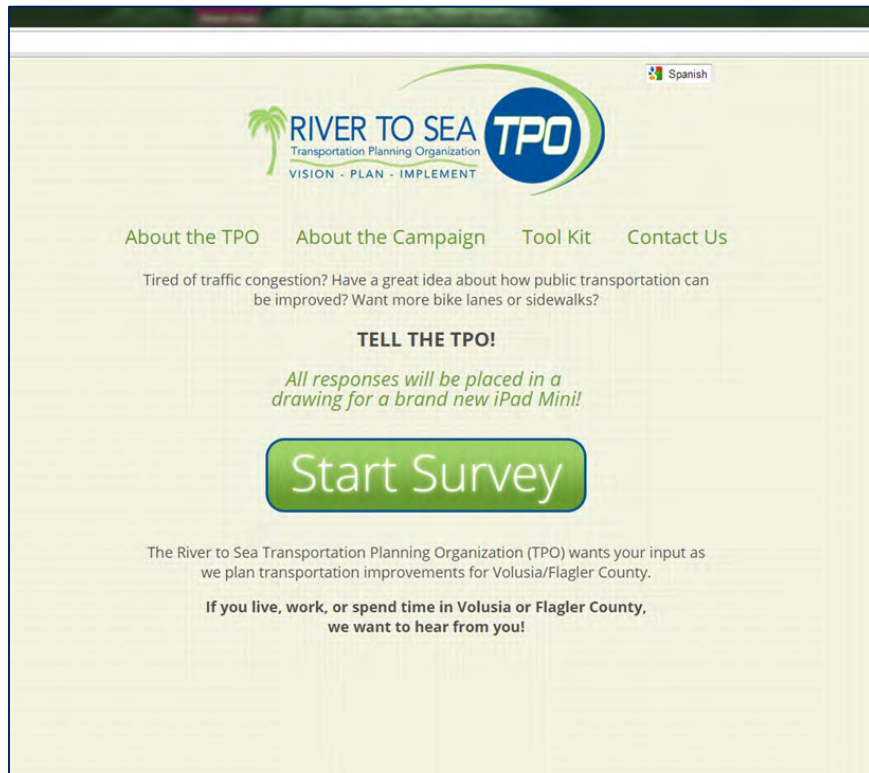 Spanish
RIVER TO SEA
Transportation Planning Organization
VISION - PLAN - IMPLEMENT
TPO
About the TPO About the Campaign Tool Kit Contact Us
Tired of traffic congestion? Have a great idea about how public transportation can
be improved? Want more bike lanes or sidewalks?
TELL THE TPO!
All responses will be placed in a
drawing for a brand new iPad Mini!
Start Survey
The River to Sea Transportation Planning Organization (TPO) wants your input as
we plan transportation improvements for Volusia/Flagler County.
If you live, work, or spend time in Volusia or Flagler County,
we want to hear from you!